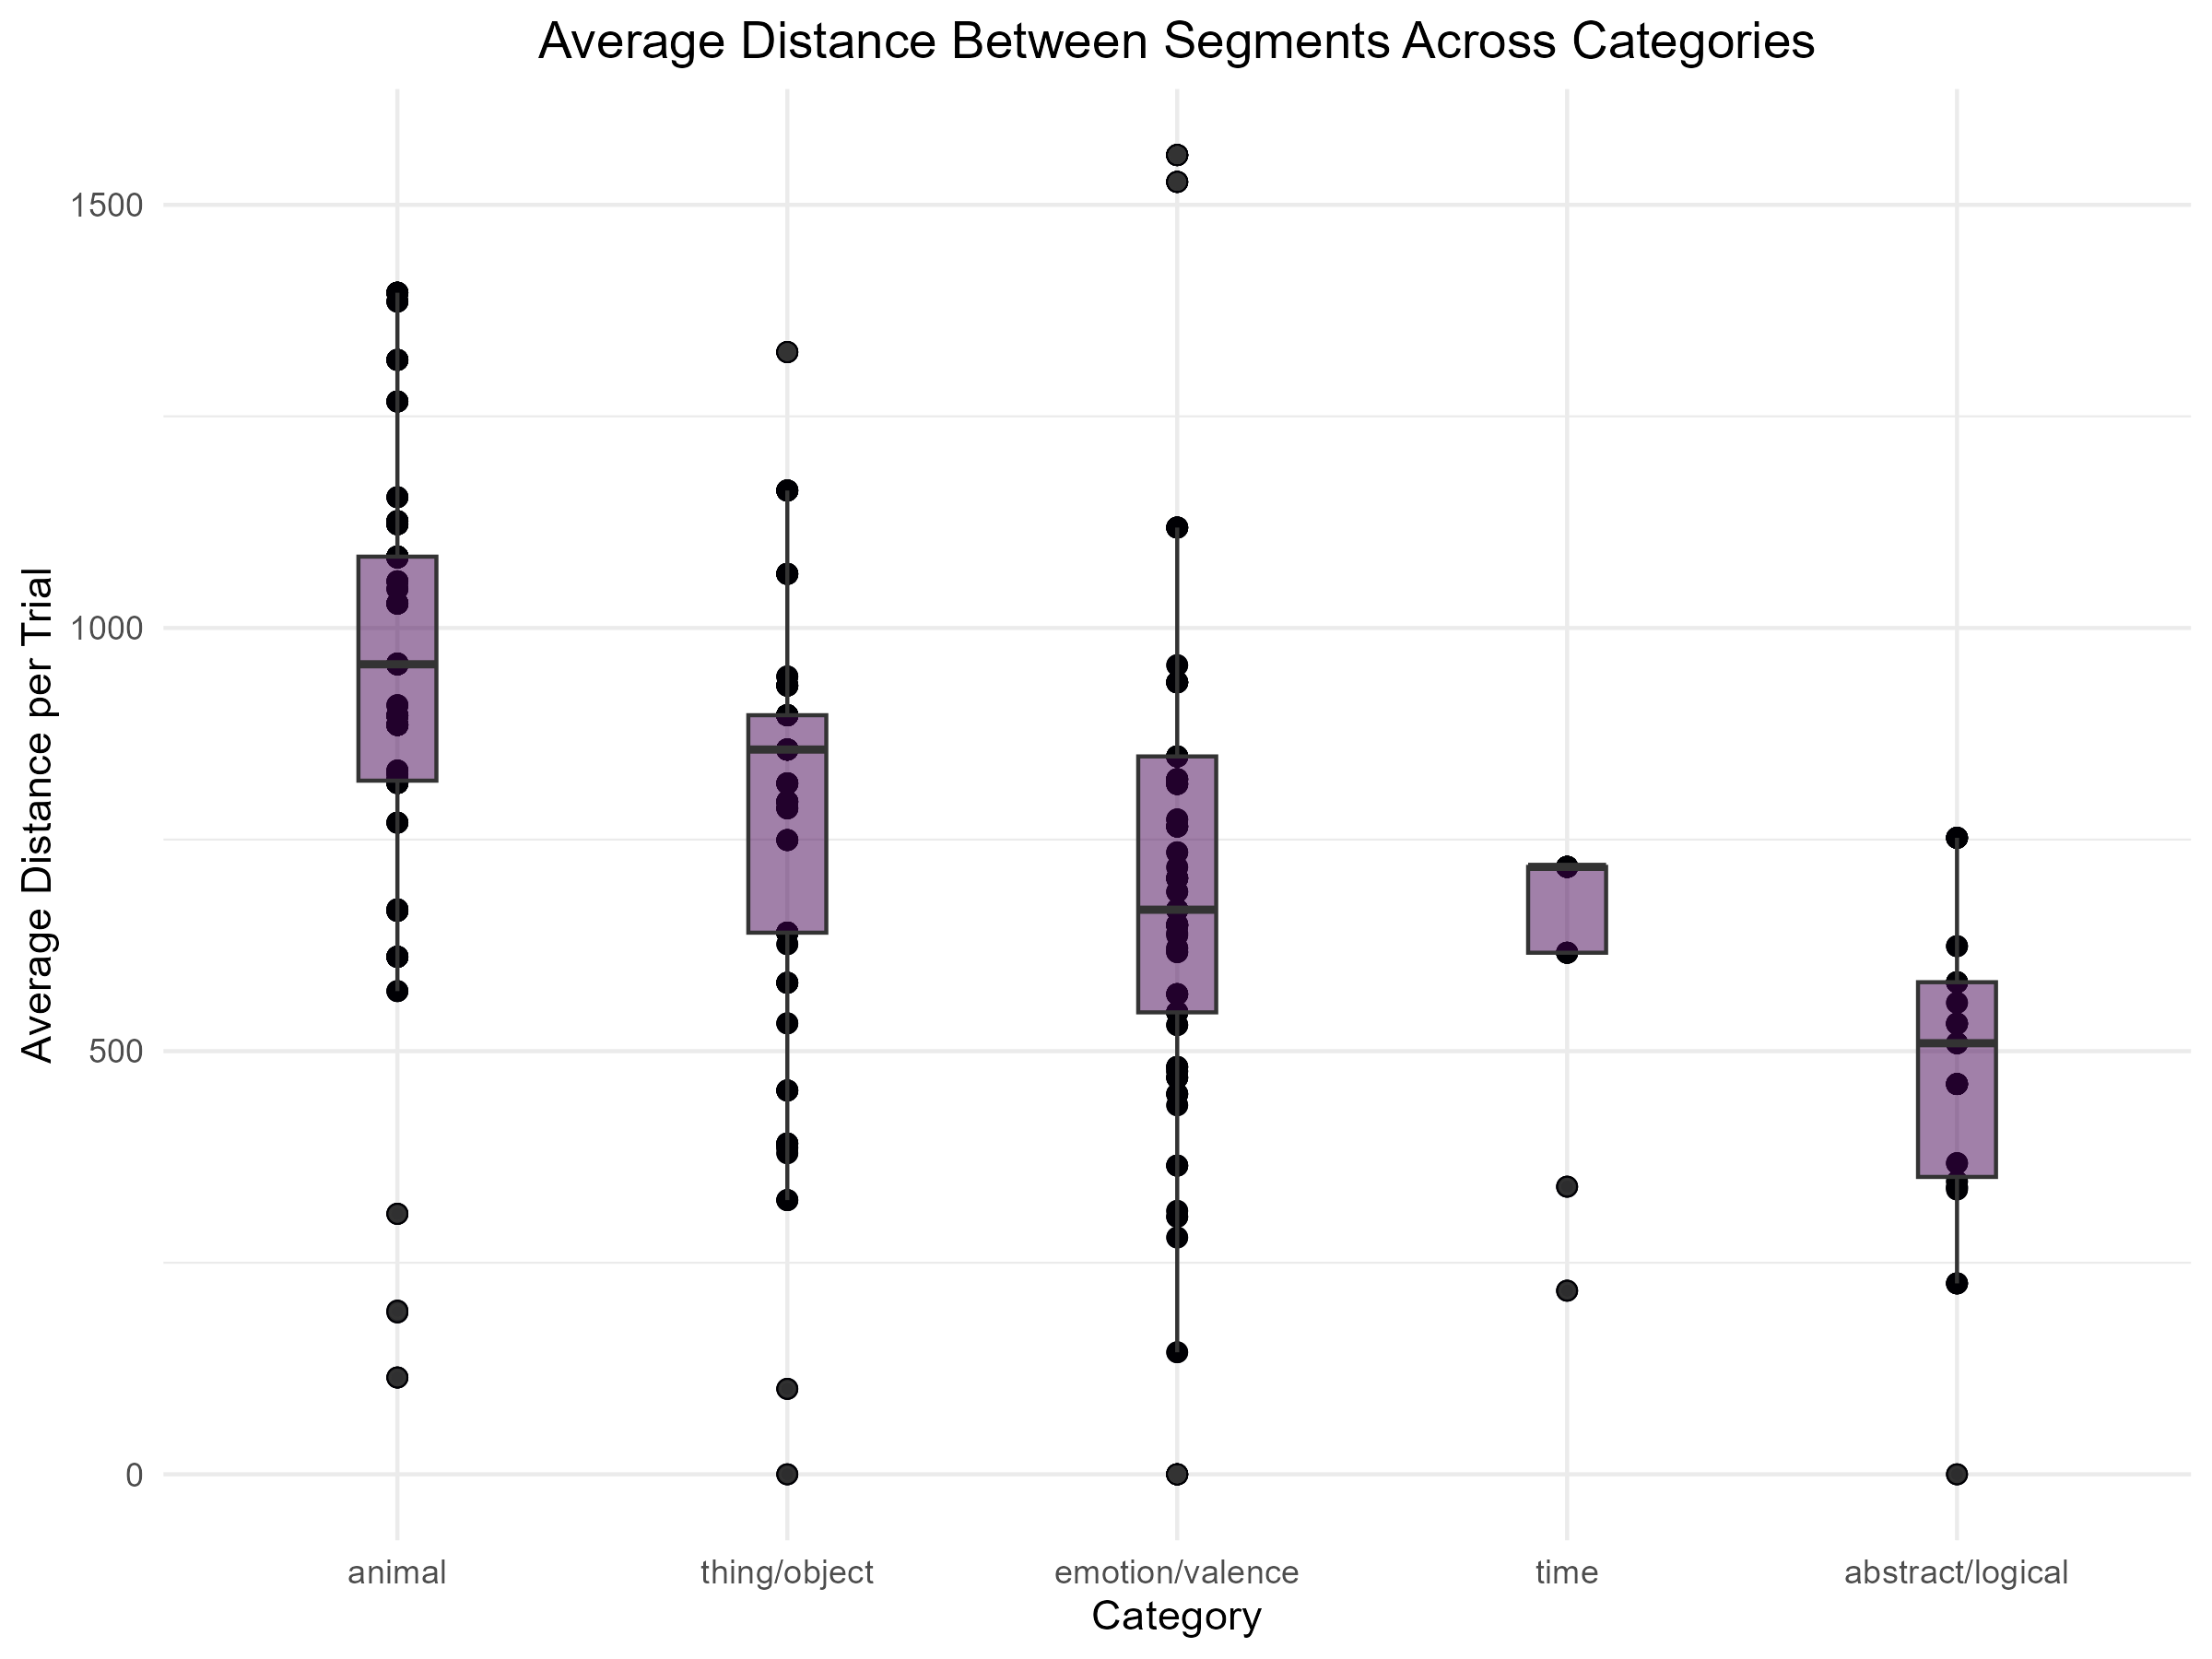 Average Distance Between Segments Across Categories
Average Distance per Trial
1500
1000
500
0
animal
thing/object
emotion/valence
time
abstract/logical
Category